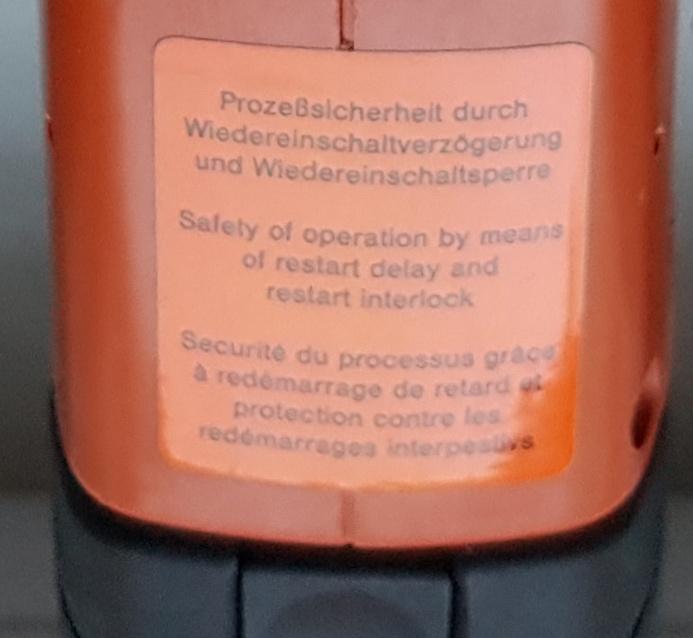 Prozeßsicherheit durch
Wiedereinschaltverzögerung
und Wiedereinschaltsperre
Safety of operation by means
of restart delay and
restart interlock
Securité du processus grâce
à redémarrage de retard et
protection contre les
redémarrages interpestivs